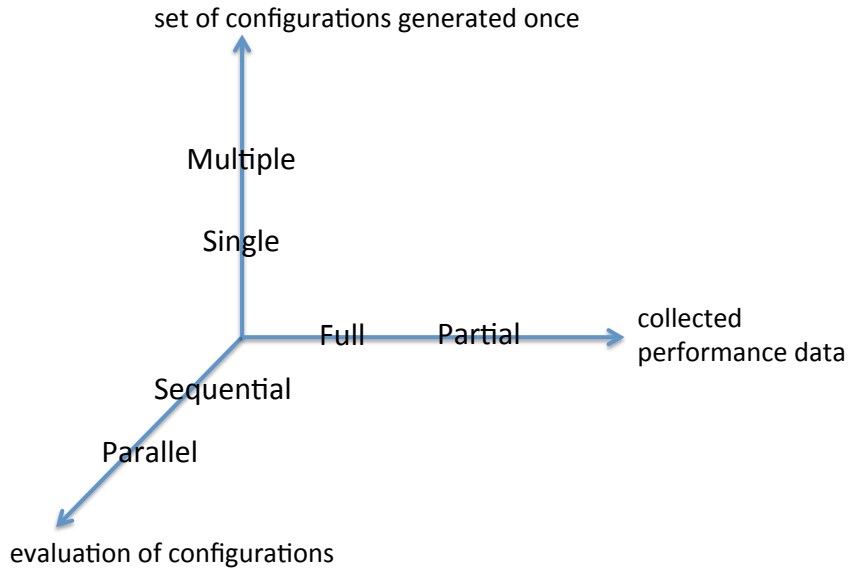 set of configurations generated once
Multiple
Single
Full
Partial
collected
performance data
Sequential
Parallel
evaluation of configurations